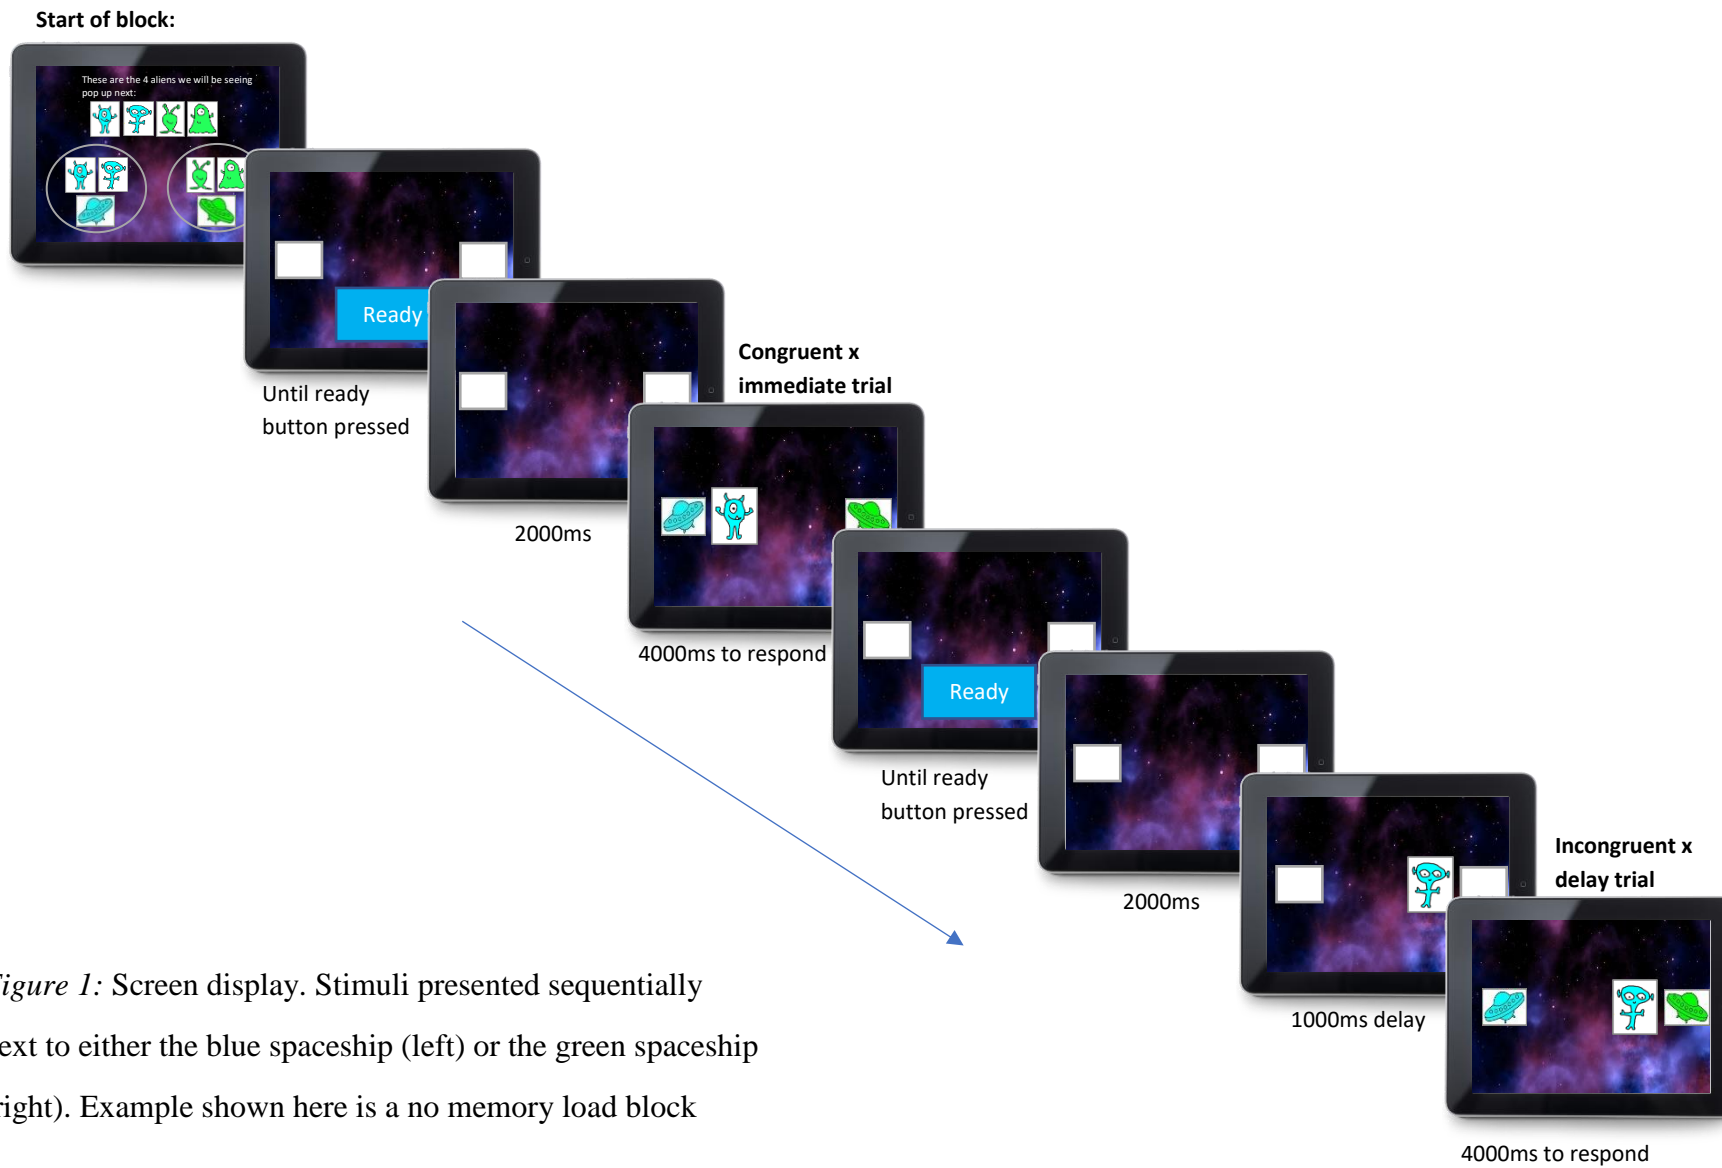 Start of block:
These are the 4 aliens we will be seeing
pop up next:
Ready
Until ready
button pressed
2000ms
Congruent x
immediate trial
4000ms to respond
Ready
Until ready
button pressed
2000ms
1000ms delay
Incongruent x
delay trial
4000ms to respond
igure 1: Screen display. Stimuli presented sequentially
ext to either the blue spaceship (left) or the green spaceship
right). Example shown here is a no memory load block